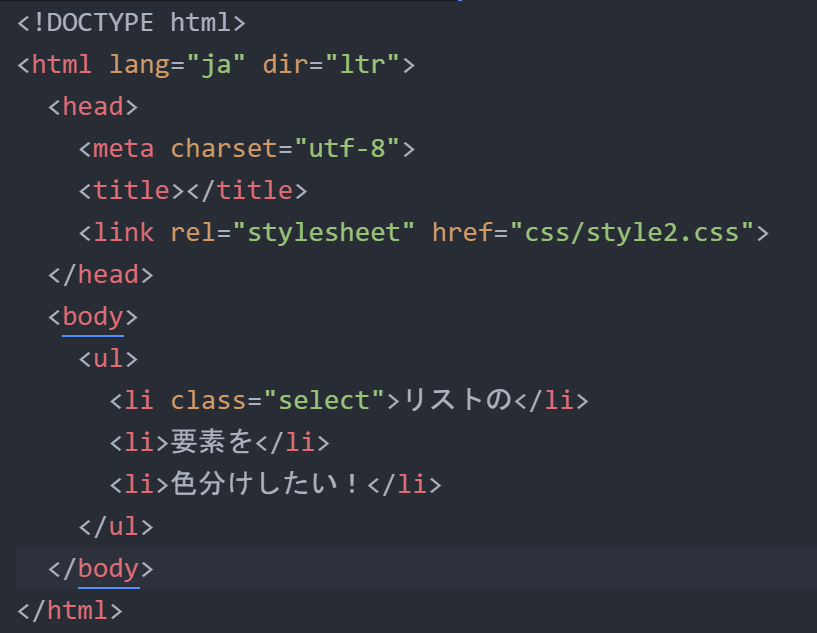 <!DOCTYPE html>
<html lang="ja" dir="ltr">
  <head>
    <meta charset="utf-8">
    <title></title>
    <link rel="stylesheet" href="css/style2.css">
  </head>
  <body>
    <ul>
      <li class="select">リストの</li>
      <li>要素を</li>
      <li>色分けしたい！</li>
    </ul>
  </body>
</html>